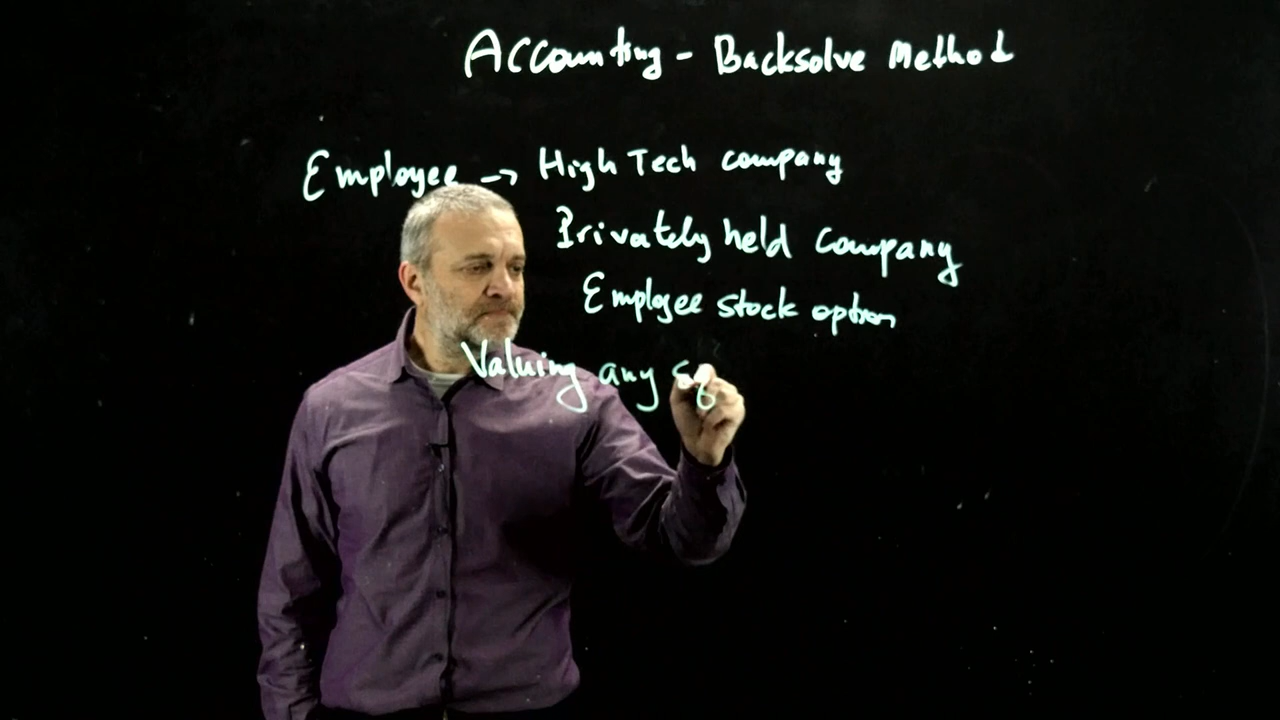 Accounting - Backsolve Method
Employee → High Tech company
Privately held company
Employee stock option
Valuing any